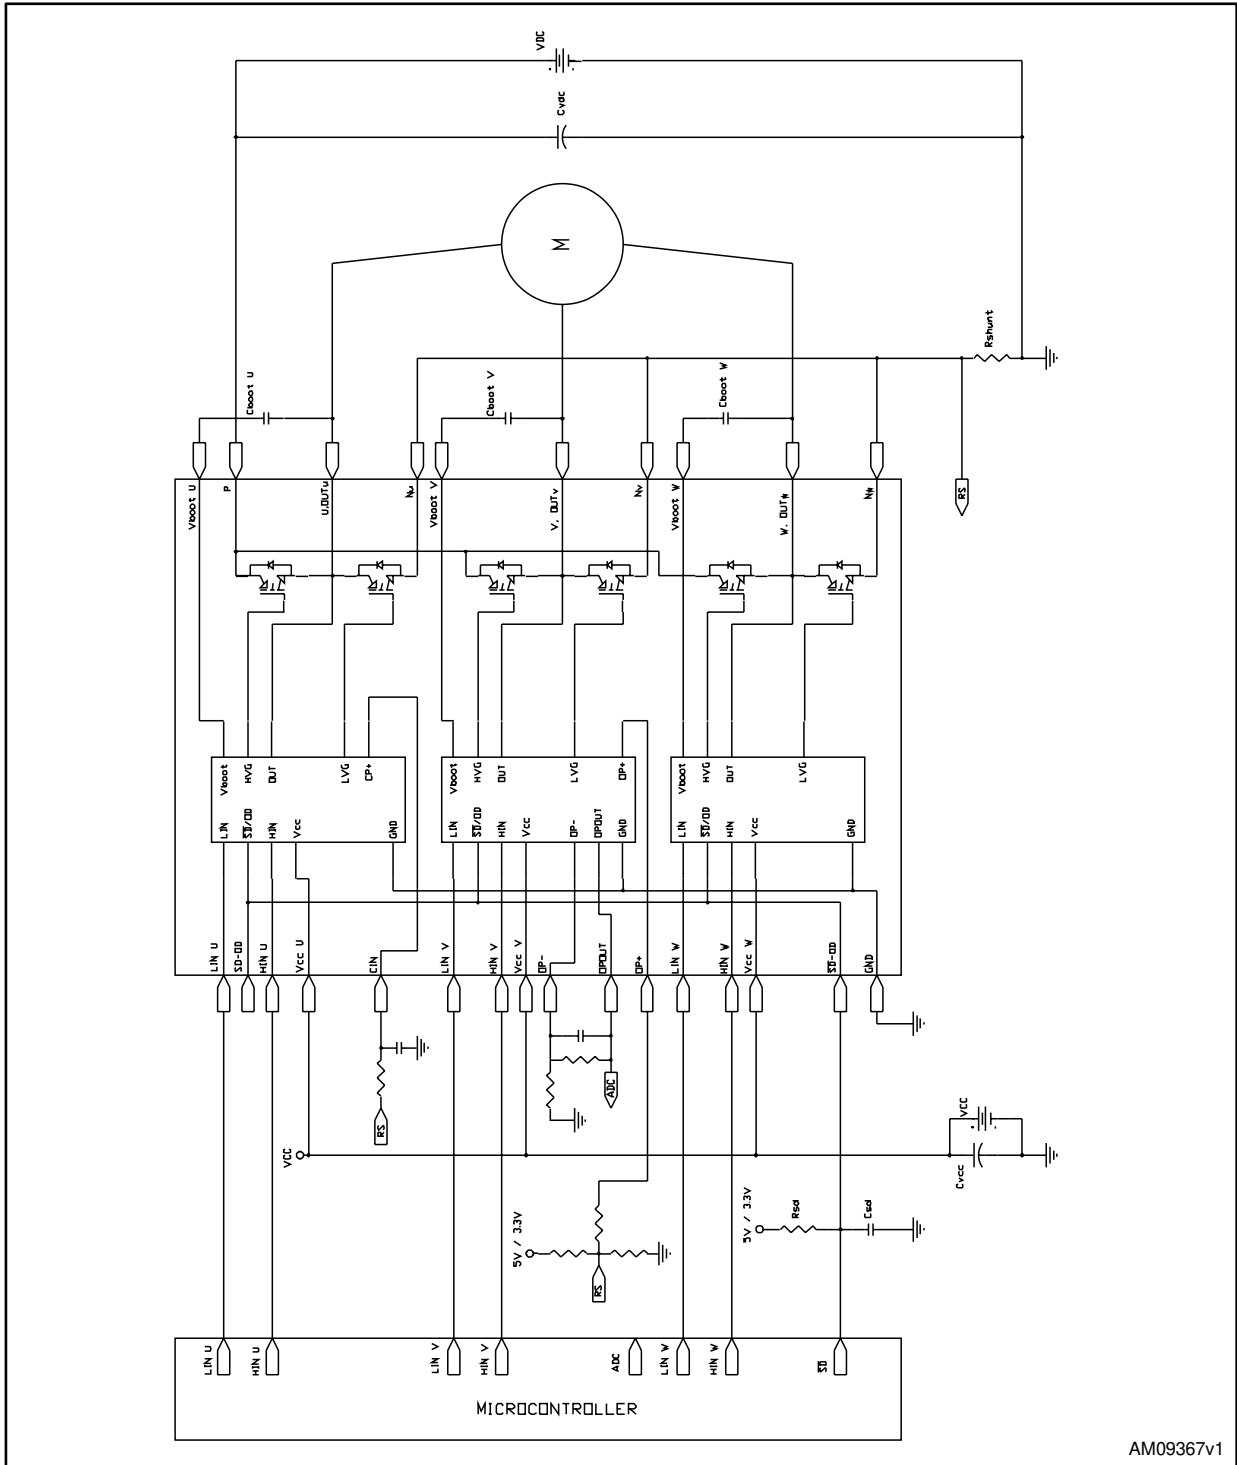 VDC
Cvdc
M
Rshunt
Cboot U
Cboot V
Cboot W
Vboot U
P
U,OUTu
Nu
Vboot V
V, OUTv
Nv
Vboot W
W, OUTw
Nw
RS
Vboot
HVG
OUT
LVG
CP+
LIN
SD/OD
HIN
Vcc
GND
Vboot
HVG
OUT
LVG
OP+
LIN
SD/OD
HIN
Vcc
OP-
OPOUT
GND
Vboot
HVG
OUT
LVG
LIN
SD/OD
HIN
Vcc
GND
LIN U
SD-OD
HIN U
Vcc U
CIN
LIN V
HIN V
Vcc V
OP-
OPOUT
OP+
LIN W
HIN W
Vcc W
SD-OD
GND
RS
ADC
VCC
VCC
Cvcc
5V / 3.3V
RS
5V / 3.3V
Rsd
Csd
LIN U
HIN U
LIN V
HIN V
ADC
LIN W
HIN W
SD
MICROCONTROLLER
AM09367v1